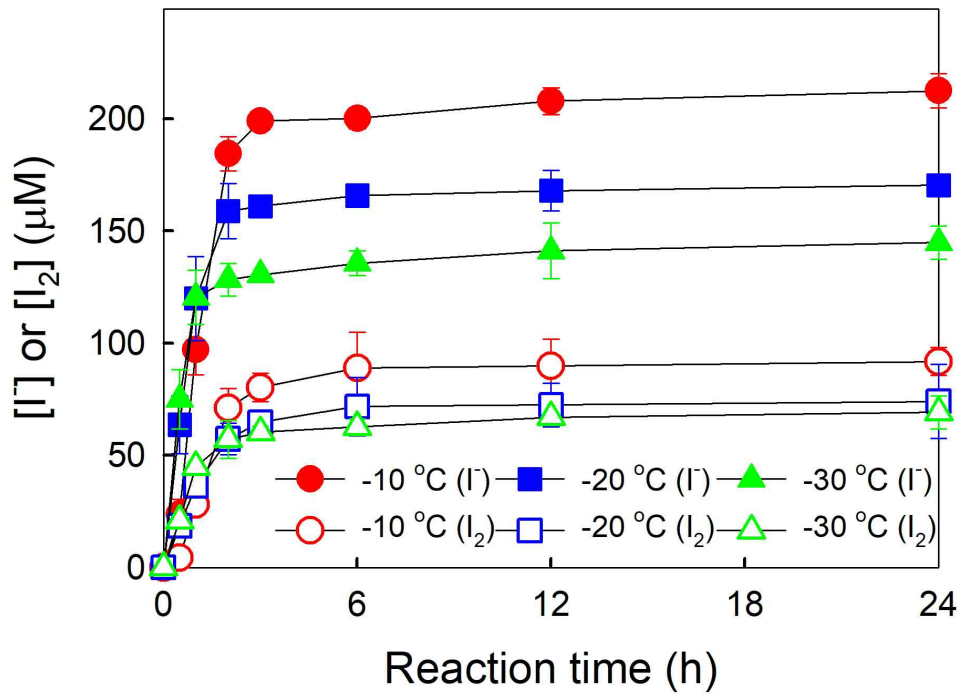 [I⁻] or [I₂] (μM)
200
150
100
50
0
-10 °C (I⁻) -20 °C (I⁻) -30 °C (I⁻)
-10 °C (I₂) -20 °C (I₂) -30 °C (I₂)
0 6 12 18 24
Reaction time (h)